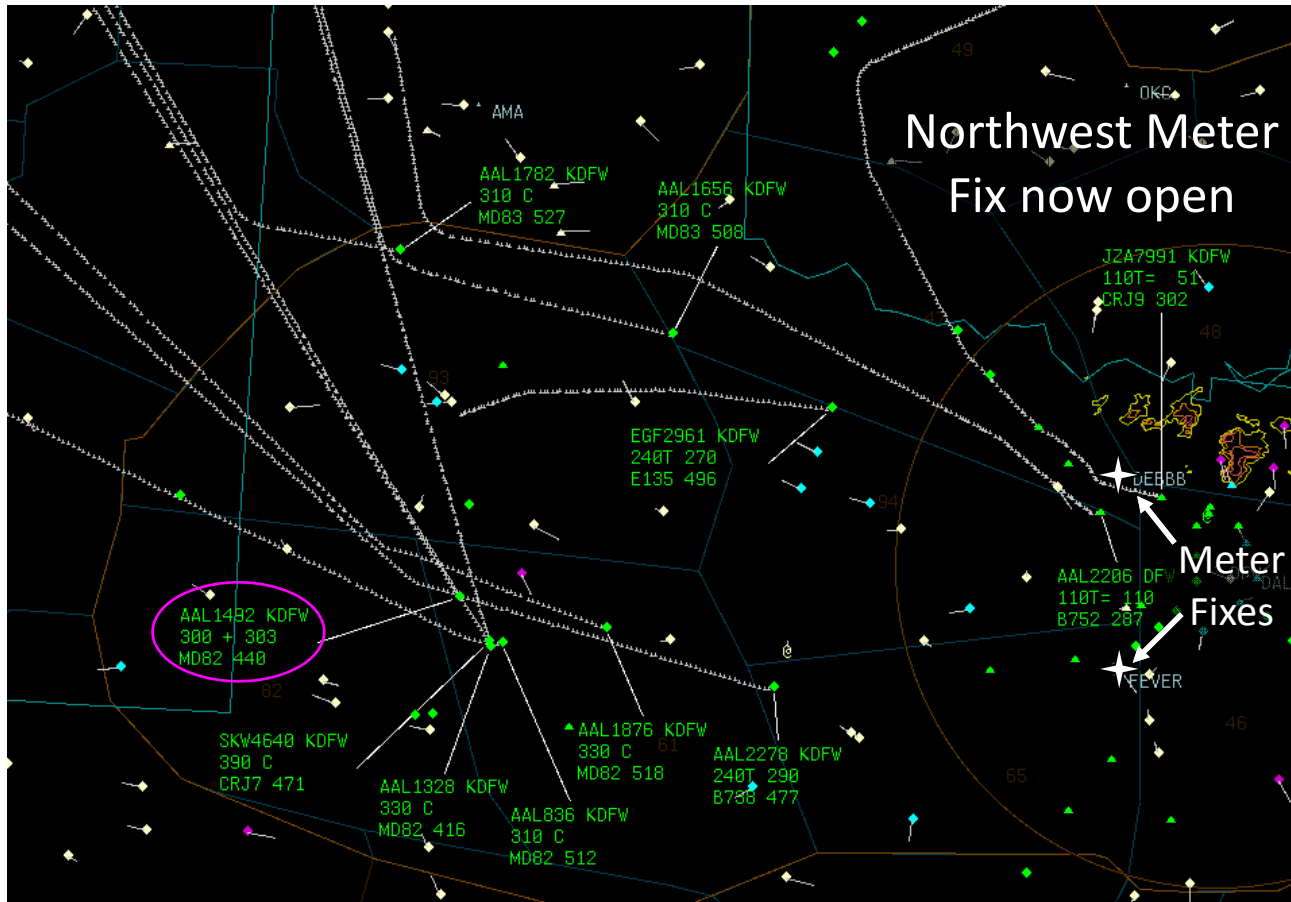 49
OKC
AMA
Northwest Meter
Fix now open
AAL1782 KDFW
310 C
MD83 527
AAL1656 KDFW
310 C
MD83 508
JZA7991 KDFW
110T= 51
CRJ9 302
47
48
93
EGF2961 KDFW
240T 270
E135 496
DEBBB
94
Meter
Fixes
AAL2206 DFW
110T= 110
B752 287
DAL
AAL1492 KDFW
300 + 303
MD82 440
82
FEVER
SKW4640 KDFW
390 C
CRJ7 471
AAL1328 KDFW
330 C
MD82 416
AAL836 KDFW
310 C
MD82 512
AAL1876 KDFW
330 C
MD82 518
61
AAL2278 KDFW
240T 290
B738 477
46
65